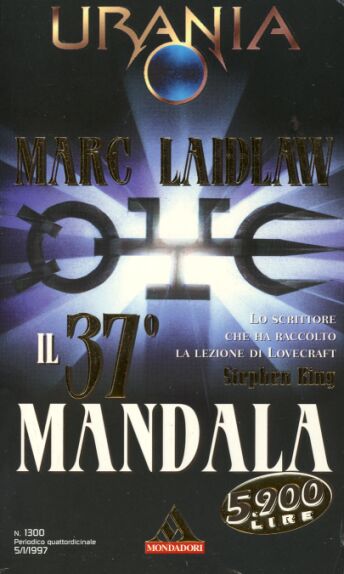 URANIA
MARC LAIDLAW
LO SCRITTORE
CHE HA RACCOLTO
LA LEZIONE DI LOVECRAFT
Stephen King
IL 37°
MANDALA
5.900
LIRE
N. 1300
Periodico quattordicinale
5/1/1997
MONDADORI